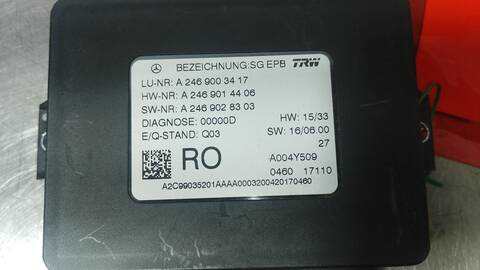 BEZEICHNUNG:SG EPB TRW
LU-NR: A 246 900 34 17
HW-NR: A 246 901 44 06
SW-NR: A 246 902 83 03
DIAGNOSE: 00000D HW: 15/33
E/Q-STAND: Q03 SW: 16/06.00
27
RO A004Y509
0460 17110
A2C99035201AAAA0003200420170460